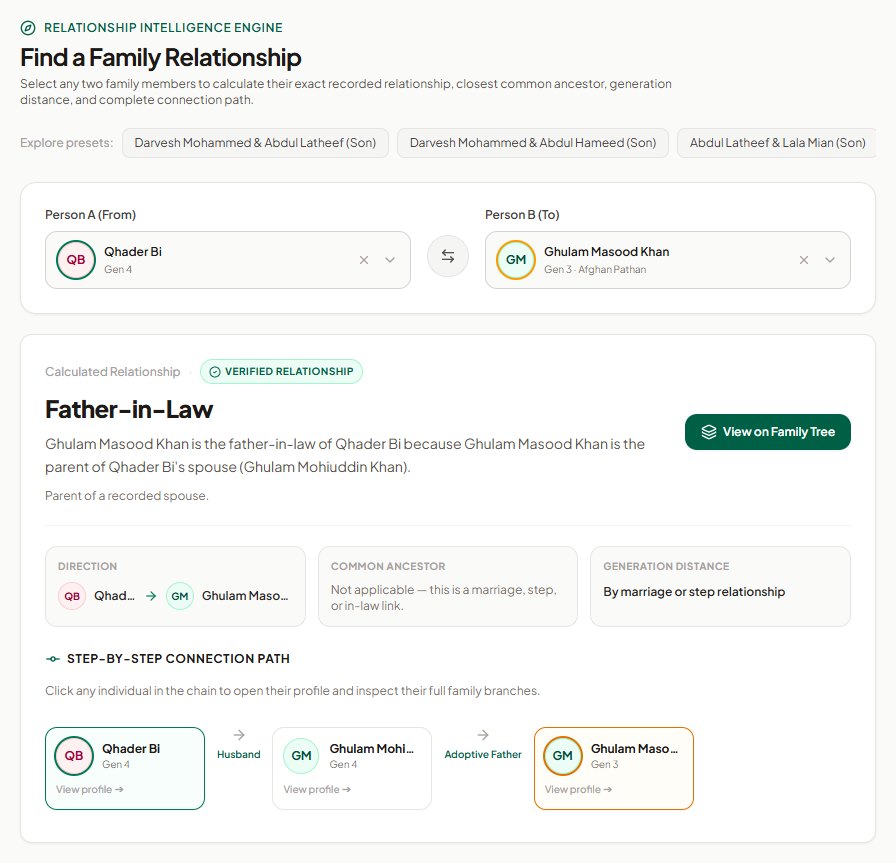 RELATIONSHIP INTELLIGENCE ENGINE
Find a Family Relationship
Select any two family members to calculate their exact recorded relationship, closest common ancestor, generation
distance, and complete connection path.
Explore presets: Darvesh Mohammed & Abdul Latheef (Son) Darvesh Mohammed & Abdul Hameed (Son) Abdul Latheef & Lala Mian (Son)
Person A (From) Person B (To)
QB Qhader Bi GM Ghulam Masood Khan
Gen 4 Gen 3 · Afghan Pathan
Calculated Relationship · VERIFIED RELATIONSHIP
Father-in-Law
Ghulam Masood Khan is the father-in-law of Qhader Bi because Ghulam Masood Khan is the
parent of Qhader Bi's spouse (Ghulam Mohiuddin Khan).
View on Family Tree
Parent of a recorded spouse.
DIRECTION
QB Qhad... → GM Ghulam Maso...
COMMON ANCESTOR
Not applicable — this is a marriage, step,
or in-law link.
GENERATION DISTANCE
By marriage or step relationship
STEP-BY-STEP CONNECTION PATH
Click any individual in the chain to open their profile and inspect their full family branches.
QB Qhader Bi
Gen 4
View profile →
→
Husband
GM Ghulam Mohi...
Gen 4
View profile →
→
Adoptive Father
GM Ghulam Maso...
Gen 3
View profile →